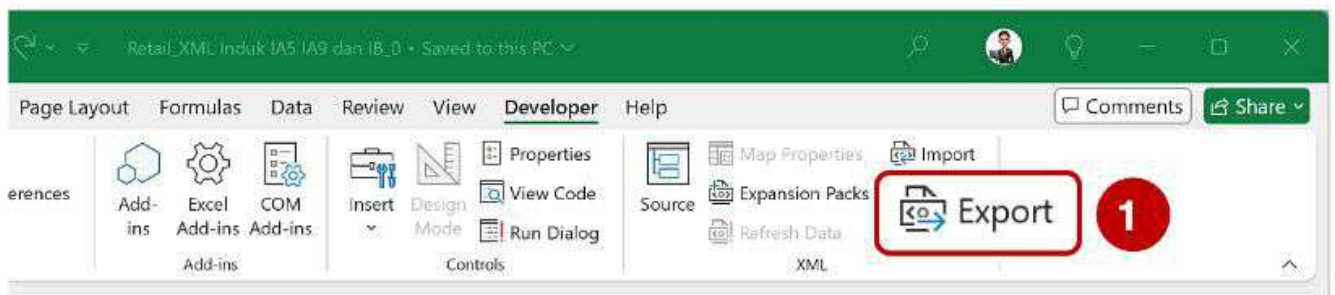 Retail_XML Induk IA5 IA9 dan IB_0 • Saved to this PC
Page Layout Formulas Data Review View Developer Help Comments Share
erences
Add-ins
Excel Add-ins
COM Add-ins
Add-ins
Insert
Design Mode
Properties
View Code
Run Dialog
Controls
Source
Map Properties
Expansion Packs
Refresh Data
Import
Export
XML
1